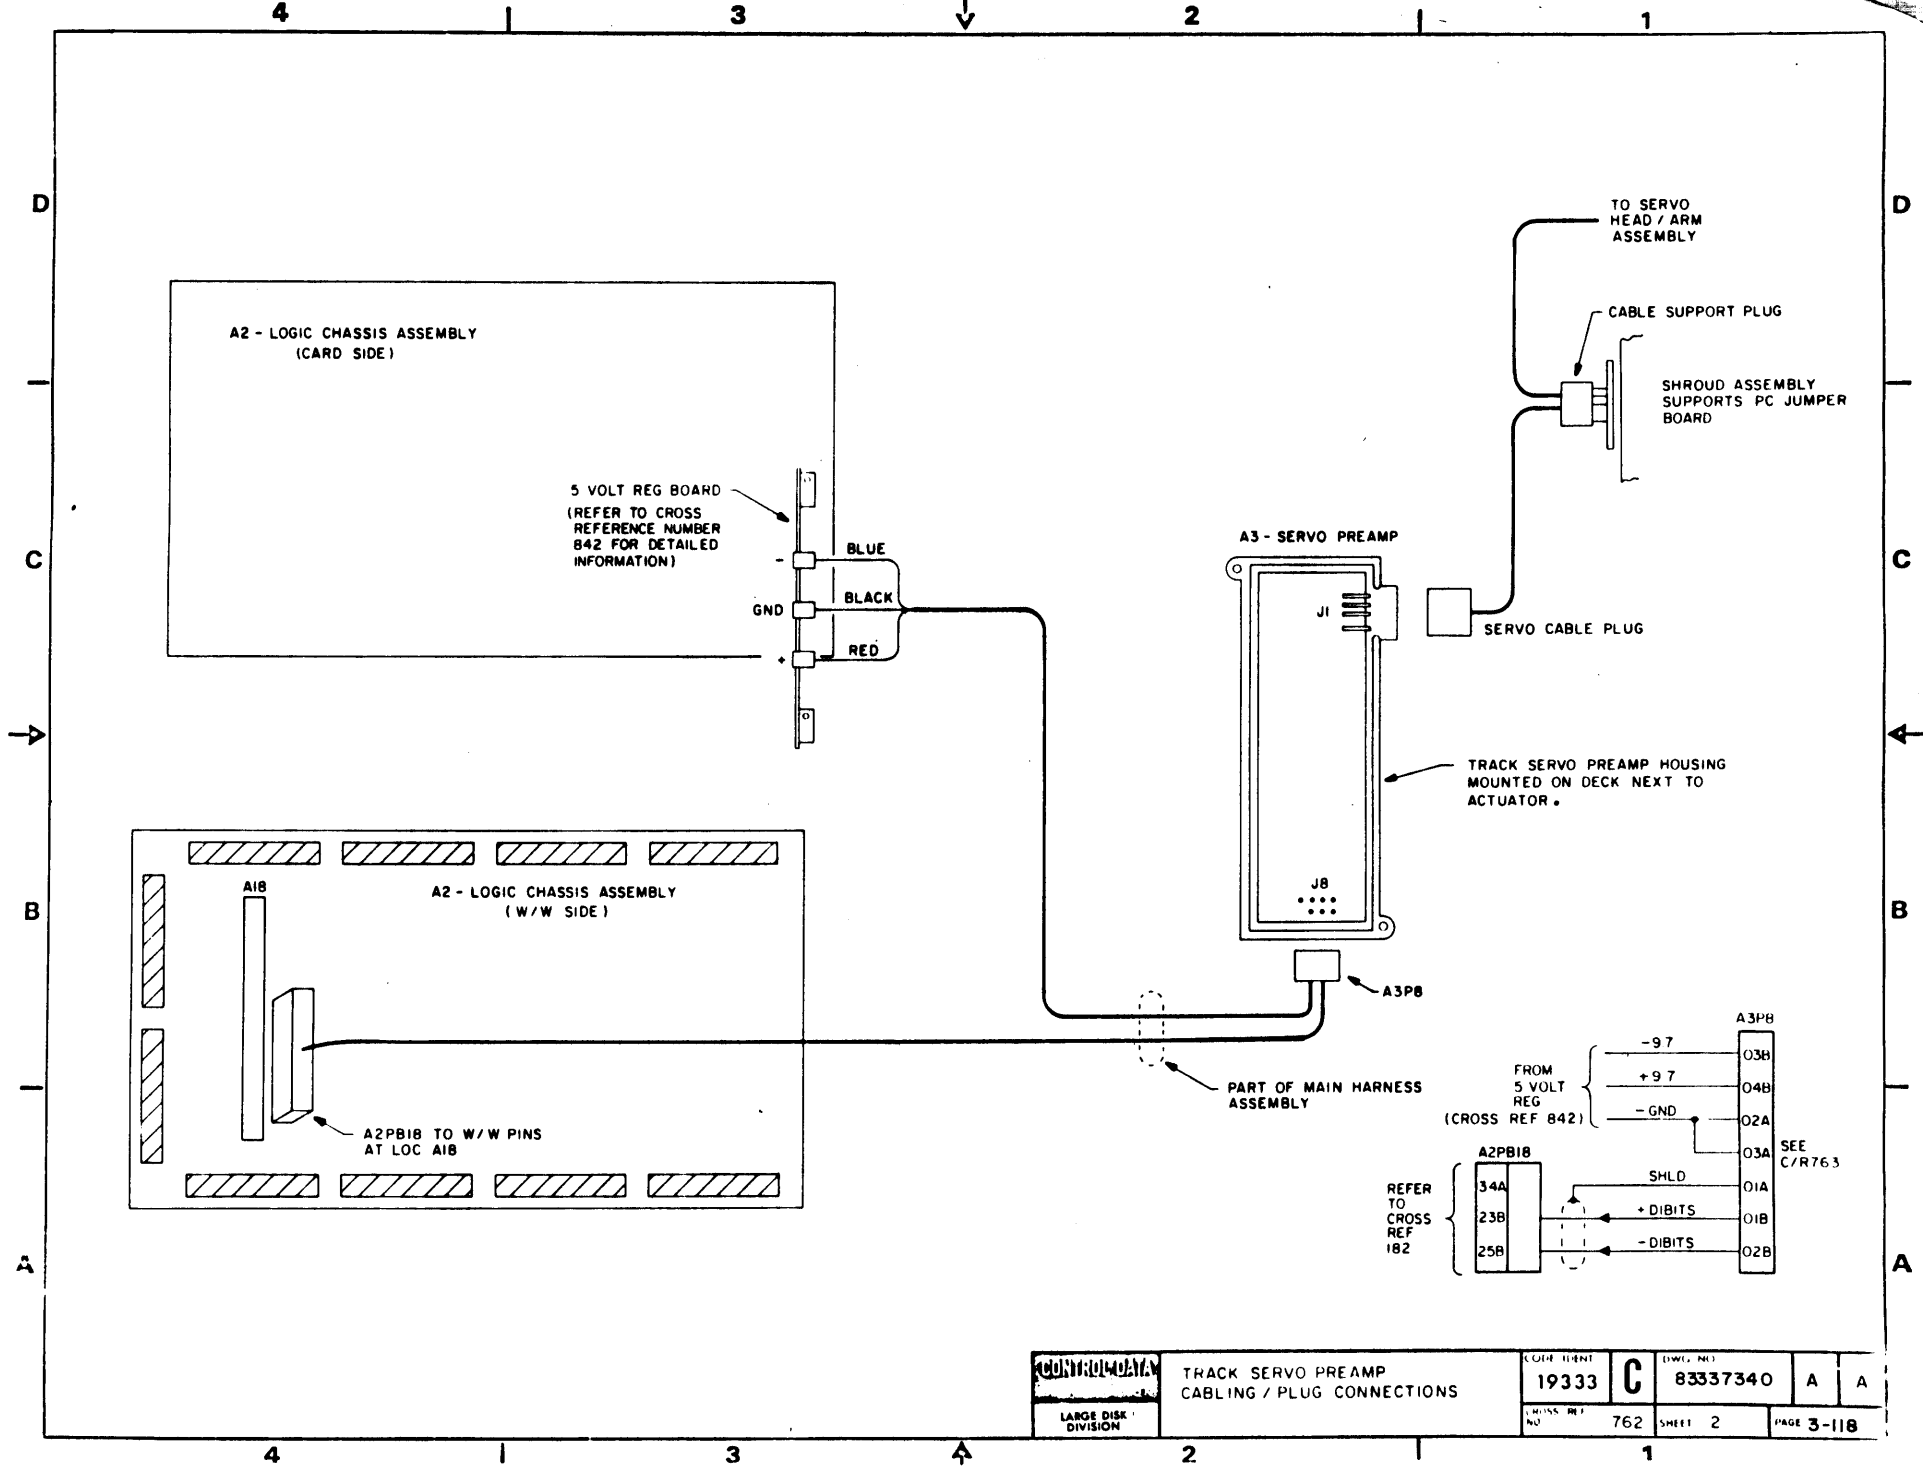 4
3
2
1
D
D
TO SERVO
HEAD / ARM
ASSEMBLY
CABLE SUPPORT PLUG
A2 - LOGIC CHASSIS ASSEMBLY
(CARD SIDE)
SHROUD ASSEMBLY
SUPPORTS PC JUMPER
BOARD
5 VOLT REG BOARD
(REFER TO CROSS
REFERENCE NUMBER
842 FOR DETAILED
INFORMATION)
A3 - SERVO PREAMP
C
C
-
BLUE
GND
BLACK
+
RED
J1
SERVO CABLE PLUG
TRACK SERVO PREAMP HOUSING
MOUNTED ON DECK NEXT TO
ACTUATOR.
B
B
A18
A2 - LOGIC CHASSIS ASSEMBLY
(W/W SIDE)
J8
A3P8
PART OF MAIN HARNESS
ASSEMBLY
A2PB18 TO W/W PINS
AT LOC A18
A3P8
FROM
5 VOLT
REG
(CROSS REF 842)
-9.7
03B
+9.7
04B
- GND
02A
03A
SEE
C/R763
A2PB18
REFER
TO
CROSS
REF
182
34A
SHLD
01A
23B
+ DIBITS
01B
25B
- DIBITS
02B
A
A
CONTROL DATA
LARGE DISK
DIVISION
TRACK SERVO PREAMP
CABLING / PLUG CONNECTIONS
CODE IDENT
19333
C
DWG NO
83337340
A
A
CROSS REF
NO
762
SHEET 2
PAGE 3-118
4
3
2
1